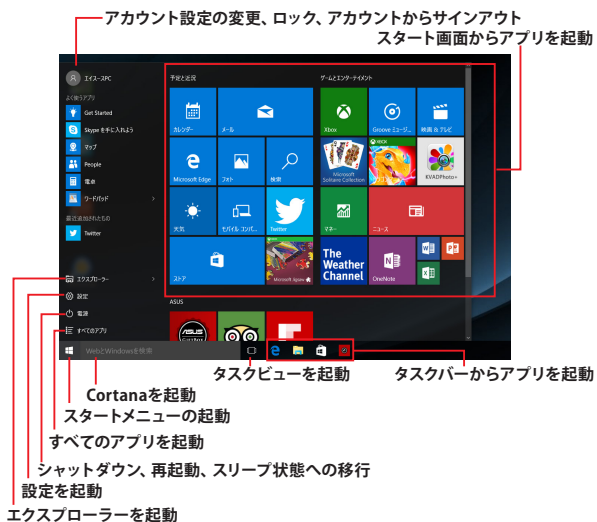 アカウント設定の変更、ロック、アカウントからサインアウト
スタート画面からアプリを起動
エイスースPC
よく使うアプリ
Get Started
Skype を手に入れよう
マップ
People
電卓
ワードパッド
最近追加されたもの
Twitter
エクスプローラー
設定
電源
すべてのアプリ
WebとWindowsを検索
予定と近況
カレンダー
メール
Microsoft Edge
フォト
検索
天気
モバイル コンパ...
Twitter
ストア
Microsoft Jigsaw
ゲームとエンターテイメント
Xbox
Groove ミュージ...
映画 & テレビ
Microsoft
Solitaire Collection
XBOX
KVADPhoto+
マネー
ニュース
The
Weather
Channel
OneNote
ASUS
ASUS
タスクビューを起動
タスクバーからアプリを起動
Cortanaを起動
スタートメニューの起動
すべてのアプリを起動
シャットダウン、再起動、スリープ状態への移行
設定を起動
エクスプローラーを起動